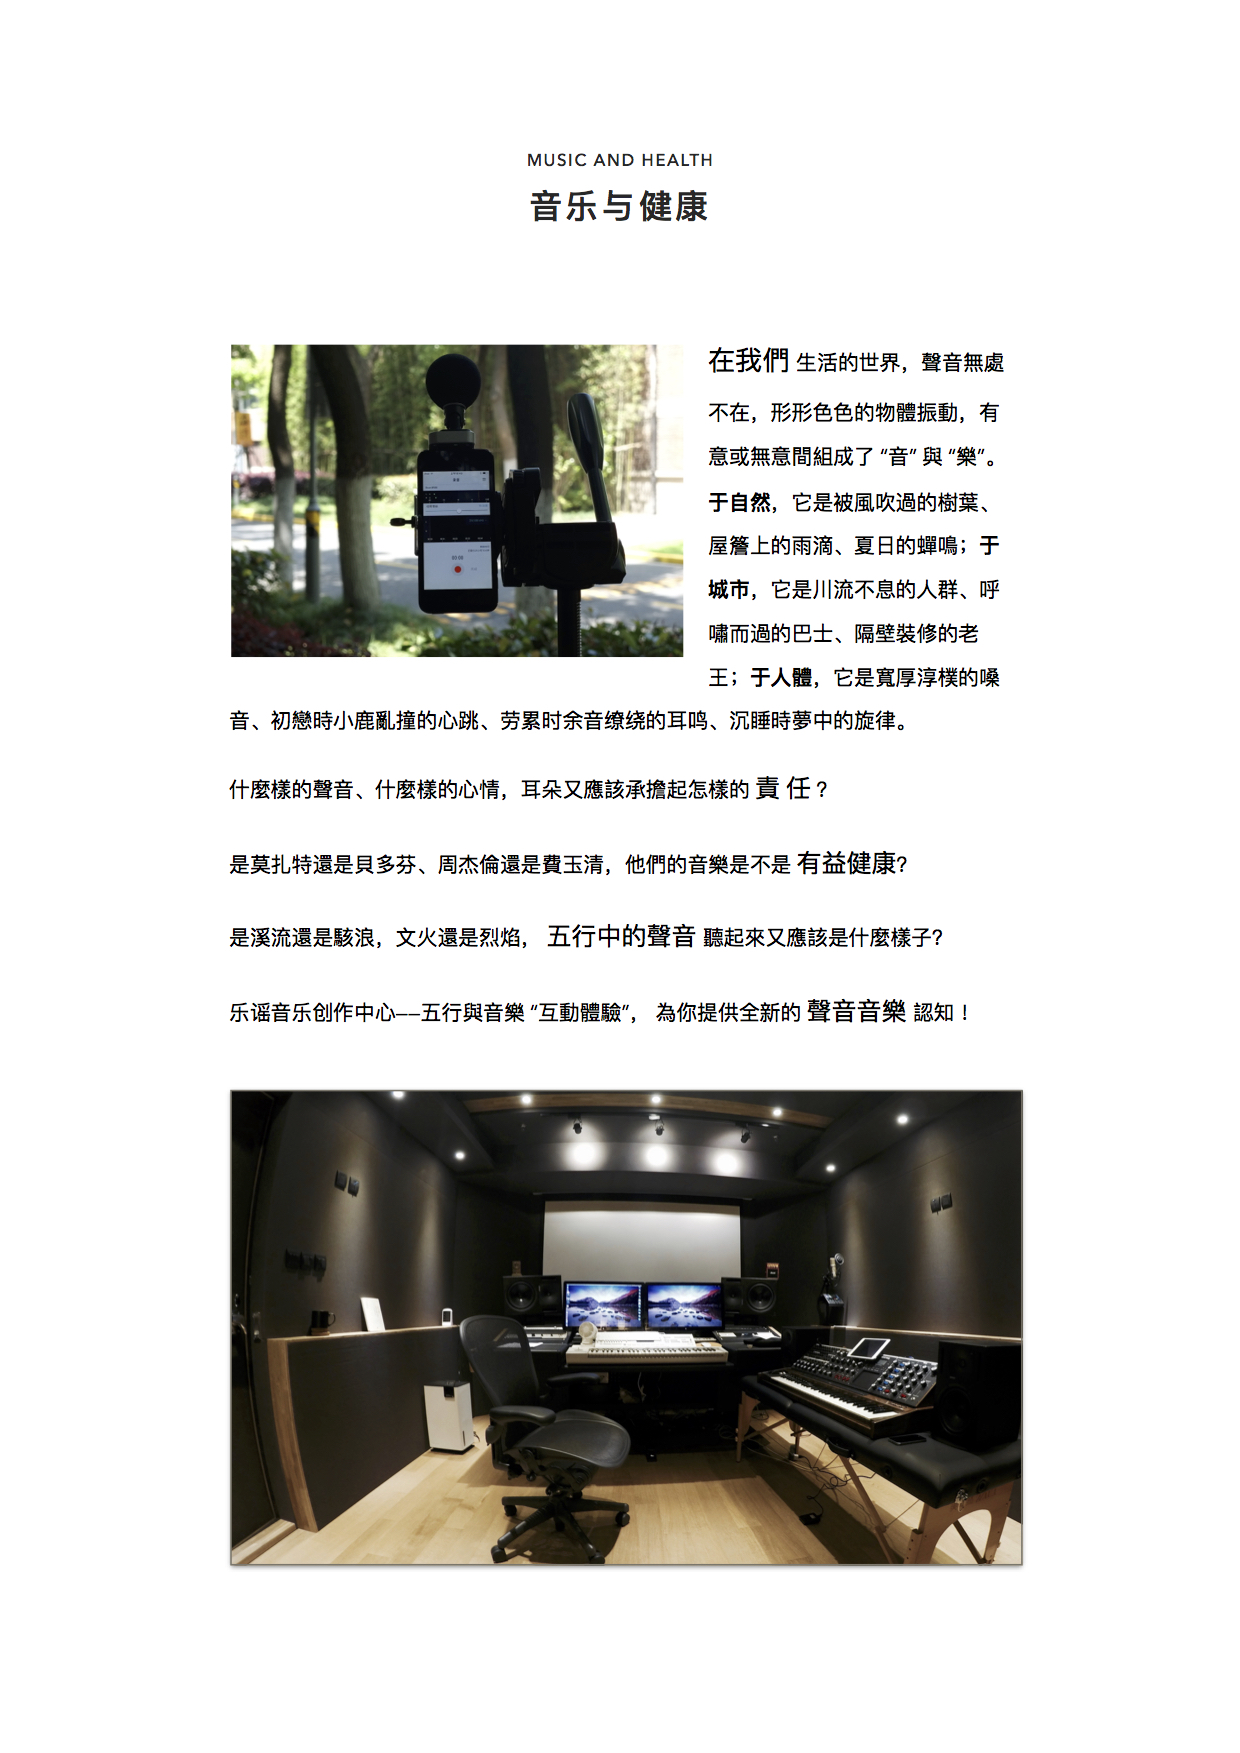 MUSIC AND HEALTH
音乐与健康
在我們 生活的世界，聲音無處
不在，形形色色的物體振動，有
意或無意間組成了 “音” 與 “樂”。
于自然，它是被風吹過的樹葉、
屋簷上的雨滴、夏日的蟬鳴；于
城市，它是川流不息的人群、呼
嘯而過的巴士、隔壁裝修的老
王；于人體，它是寬厚淳樸的嗓
音、初戀時小鹿亂撞的心跳、劳累时余音缭绕的耳鸣、沉睡時夢中的旋律。
什麼樣的聲音、什麼樣的心情，耳朵又應該承擔起怎樣的 責 任 ？
是莫扎特還是貝多芬、周杰倫還是費玉清，他們的音樂是不是 有益健康?
是溪流還是駭浪，文火還是烈焰， 五行中的聲音 聽起來又應該是什麼樣子?
乐谣音乐创作中心——五行與音樂 “互動體驗”， 為你提供全新的 聲音音樂 認知！